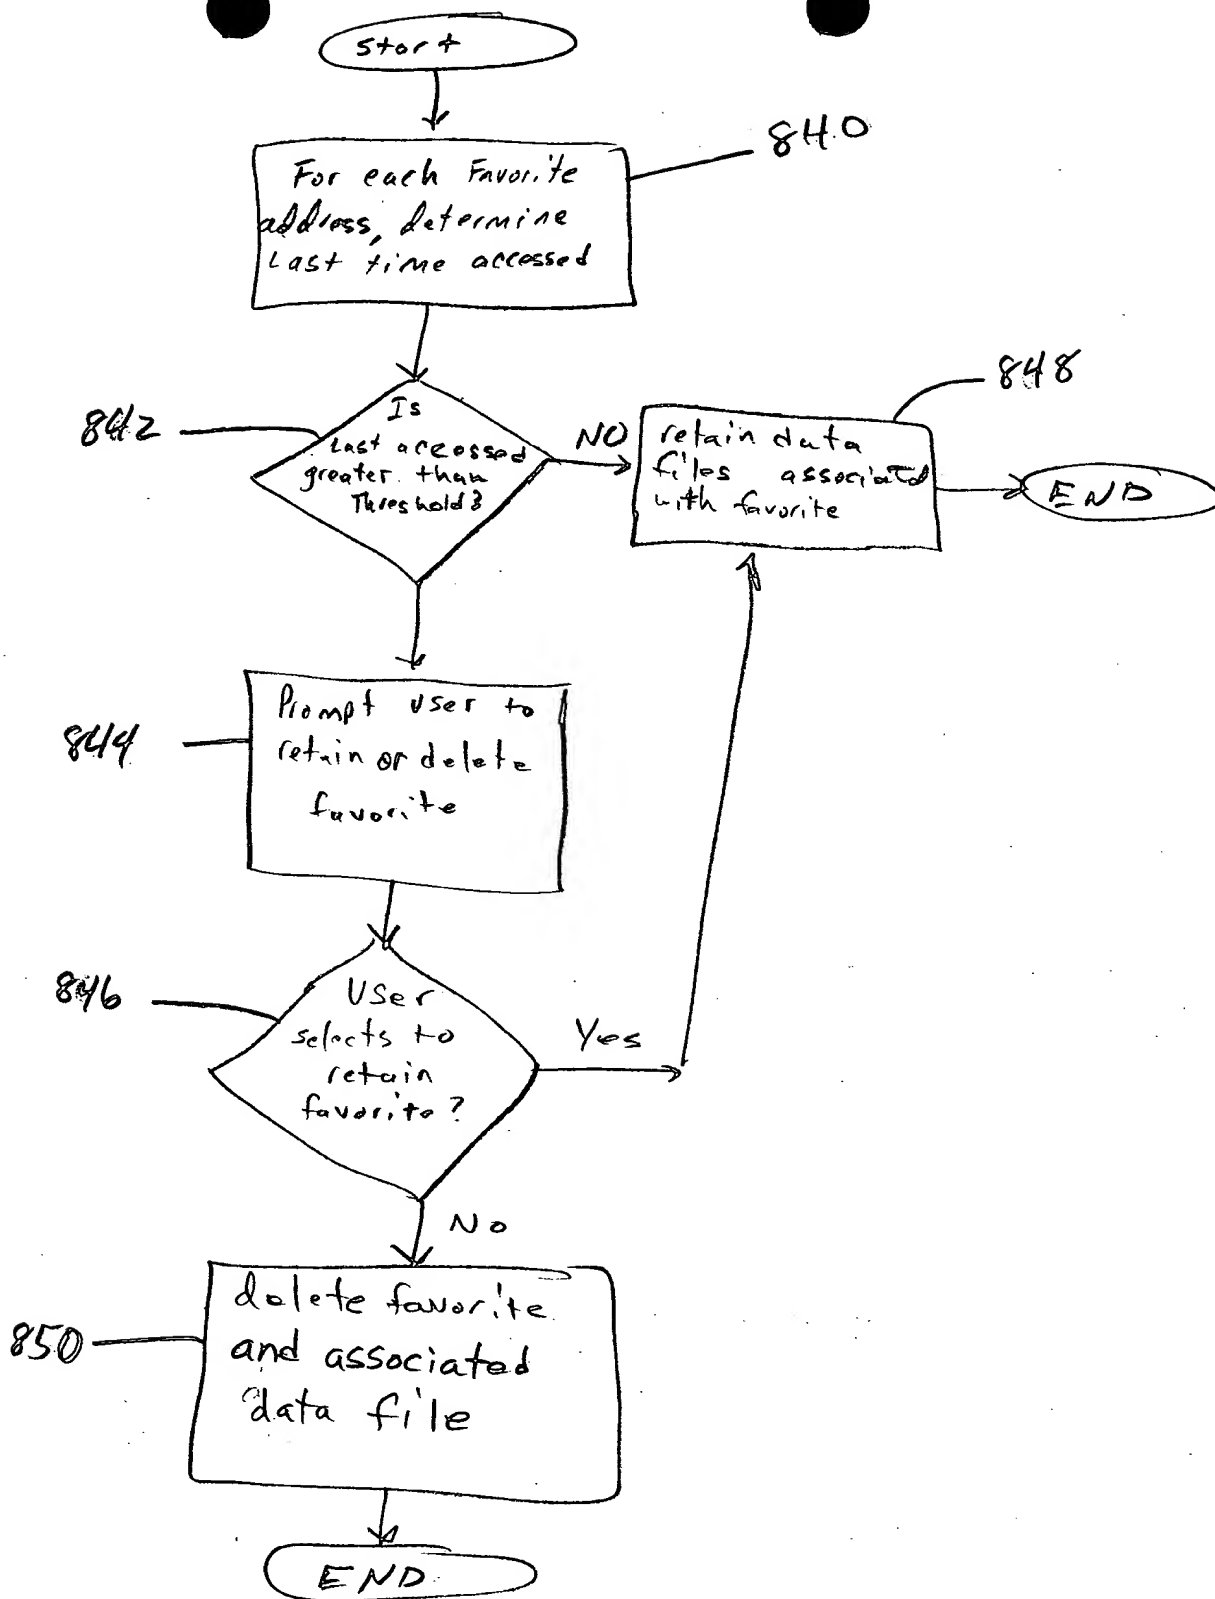 Start
840
For each Favorite
address, determine
Last time accessed
842
Is
Last accessed
greater than
Threshold?
NO
848
retain data
files associated
with favorite
END
844
Prompt user to
retain or delete
favorite
846
User
selects to
retain
favorite?
Yes
No
850
delete favorite
and associated
data file
END